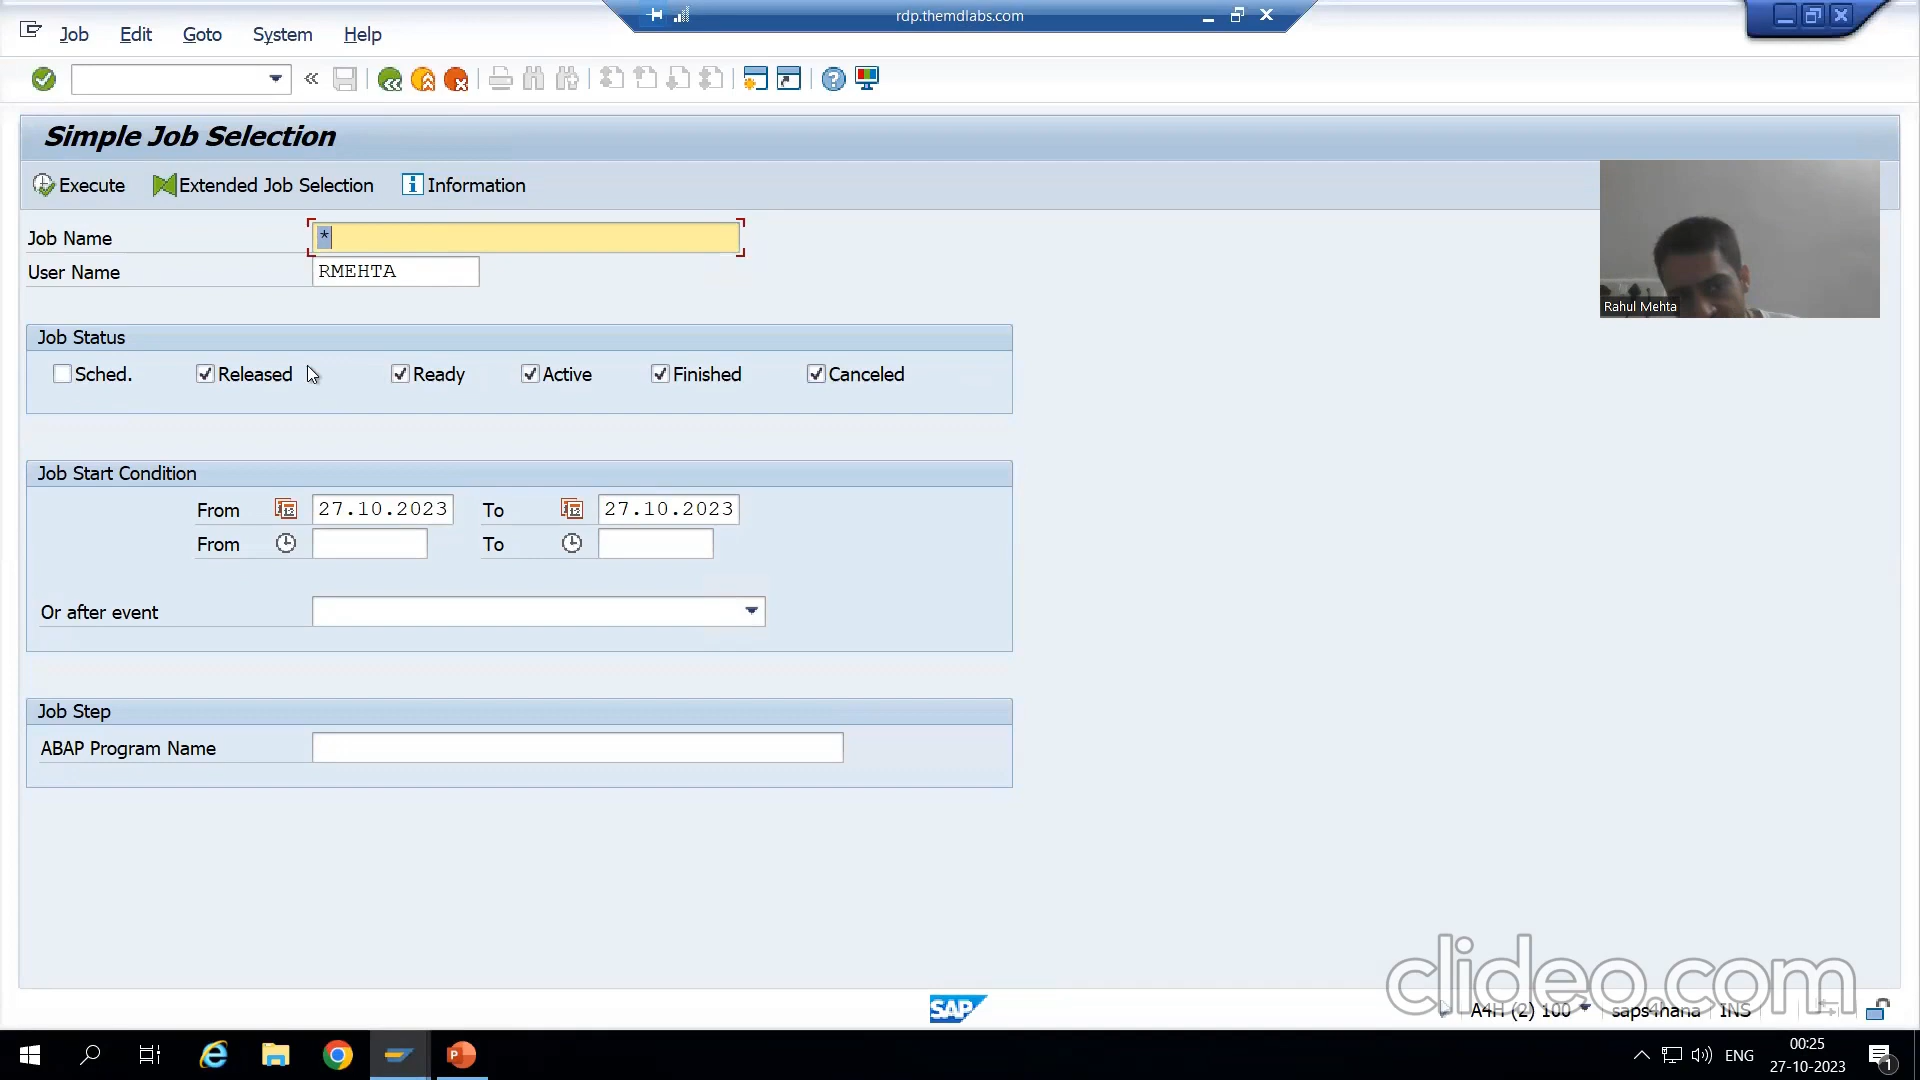 rdp.themdlabs.com
Job Edit Goto System Help
Simple Job Selection
Execute Extended Job Selection Information
Job Name *
User Name RMEHTA
Rahul Mehta
Job Status
Sched. Released Ready Active Finished Canceled
Job Start Condition
From 27.10.2023 To 27.10.2023
From To
Or after event
Job Step
ABAP Program Name
clideo.com
SAP
A4H (2) 100 saps4hana INS
ENG
00:25
27-10-2023
1